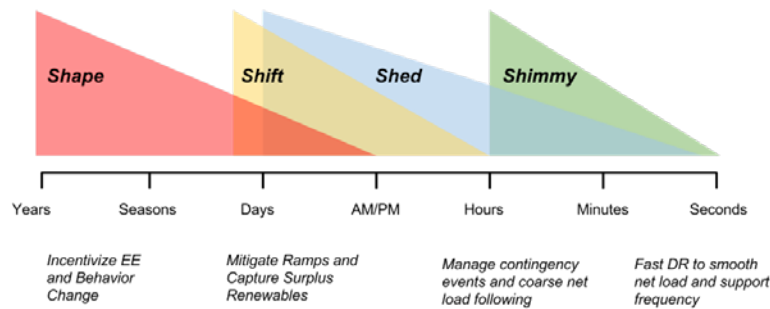 Shape
Shift
Shed
Shimmy
Years
Seasons
Days
AM/PM
Hours
Minutes
Seconds
Incentivize EE
and Behavior
Change
Mitigate Ramps and
Capture Surplus
Renewables
Manage contingency
events and coarse net
load following
Fast DR to smooth
net load and support
frequency